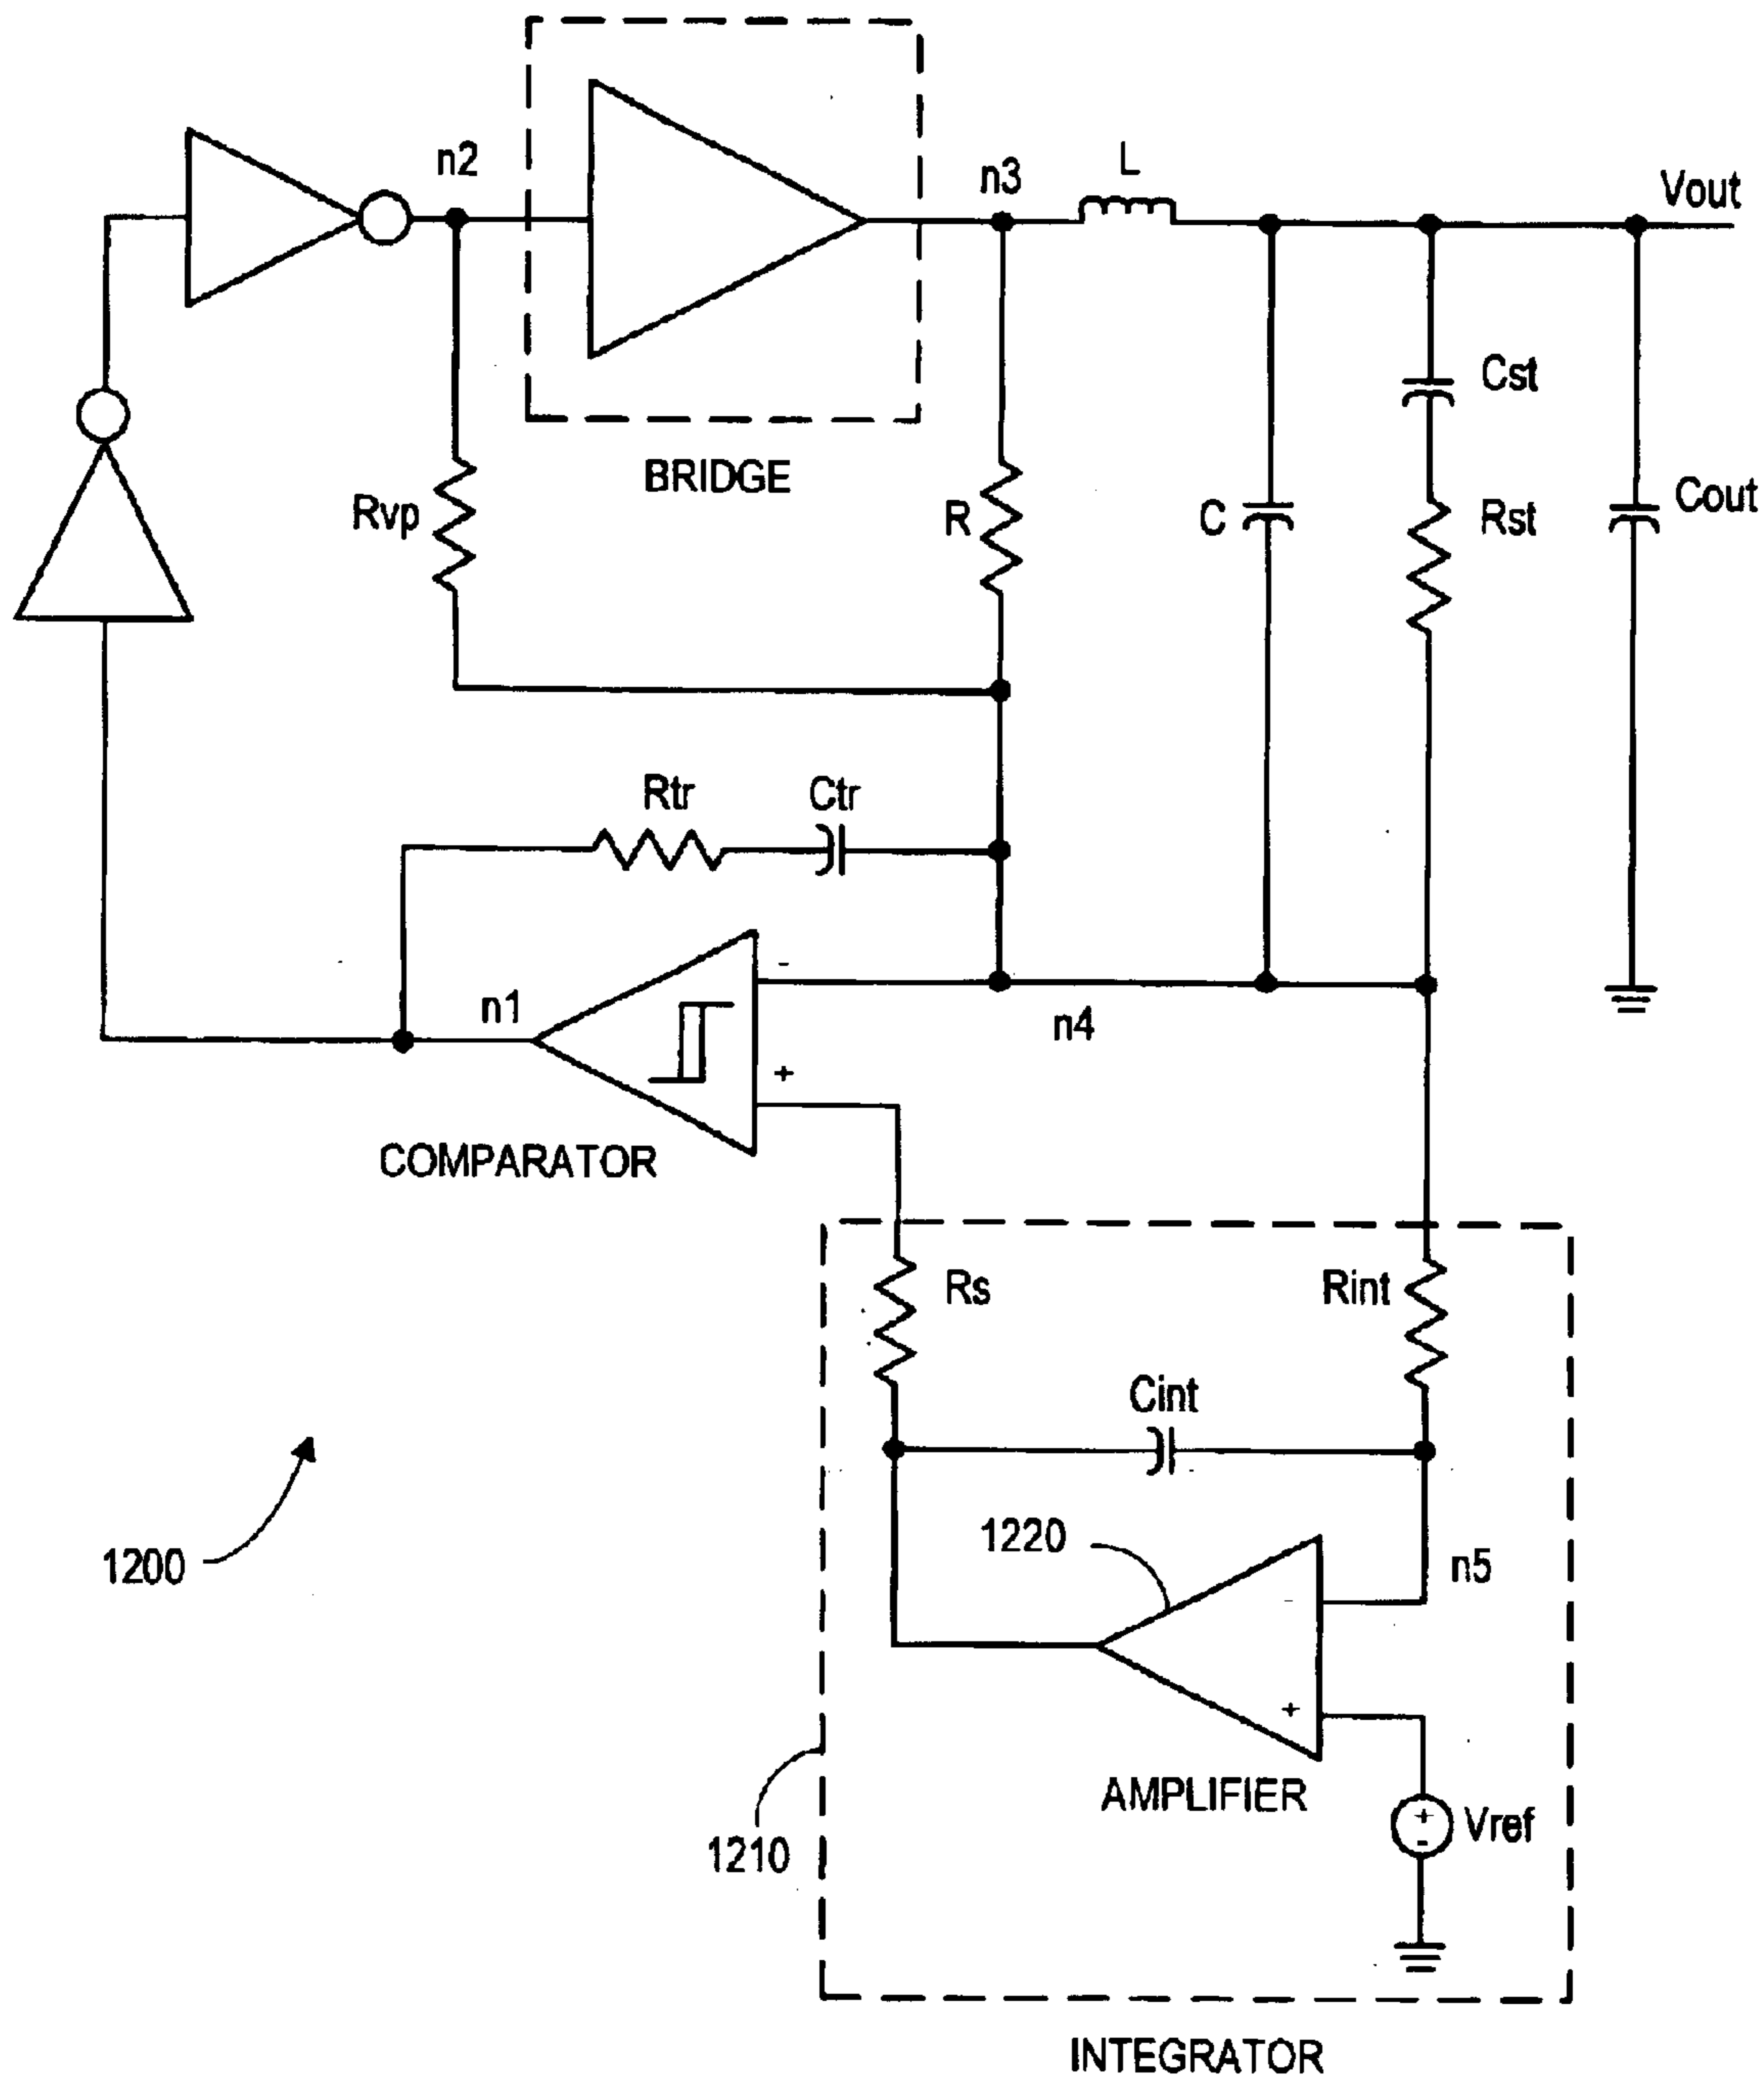 n2
n3
L
Vout
BRIDGE
Rvp
R
C
Cst
Rst
Cout
Rtr
Ctr
n1
-
n4
+
COMPARATOR
Rs
Rint
Cint
1220
n5
-
+
1200
AMPLIFIER
+
-
Vref
1210
INTEGRATOR